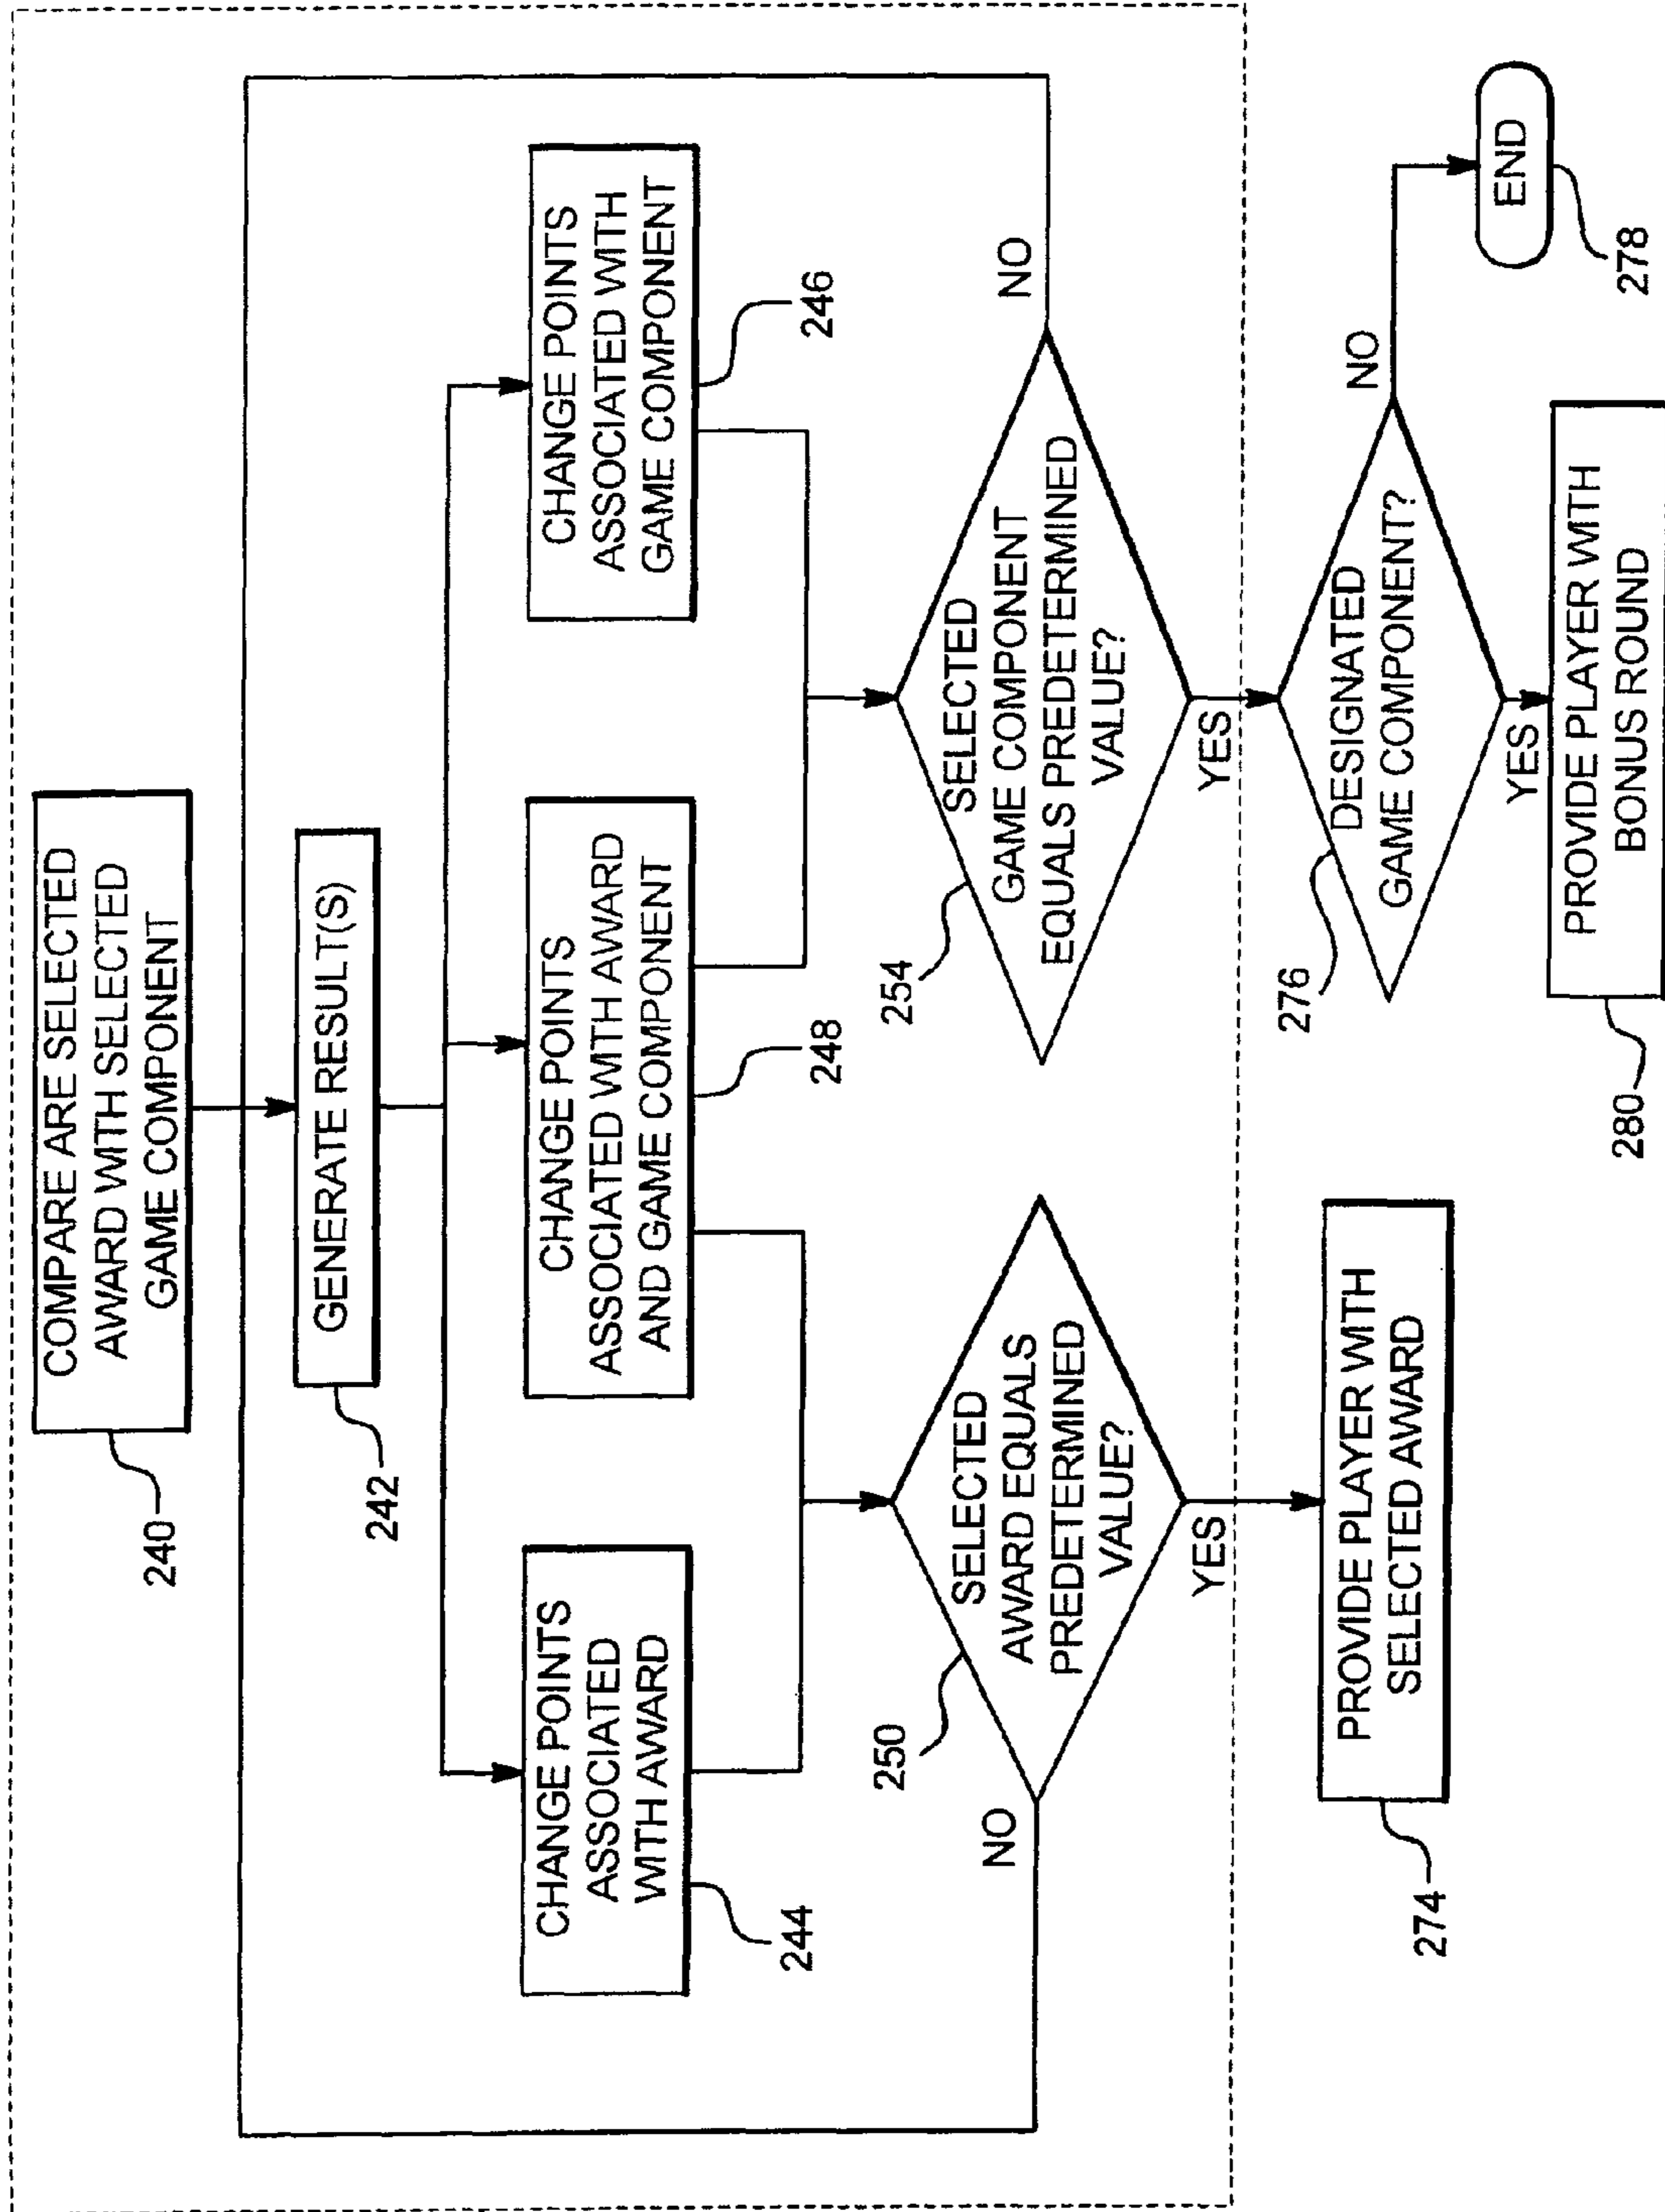 COMPARE ARE SELECTED
AWARD WITH SELECTED
GAME COMPONENT
240
GENERATE RESULT(S)
242
CHANGE POINTS
ASSOCIATED
WITH AWARD
244
CHANGE POINTS
ASSOCIATED WITH AWARD
AND GAME COMPONENT
248
CHANGE POINTS
ASSOCIATED WITH
GAME COMPONENT
246
SELECTED
AWARD EQUALS
PREDETERMINED
VALUE?
250
NO
YES
SELECTED
GAME COMPONENT
EQUALS PREDETERMINED
VALUE?
254
NO
YES
PROVIDE PLAYER WITH
SELECTED AWARD
274
DESIGNATED
GAME COMPONENT?
276
NO
YES
END
278
PROVIDE PLAYER WITH
BONUS ROUND
280